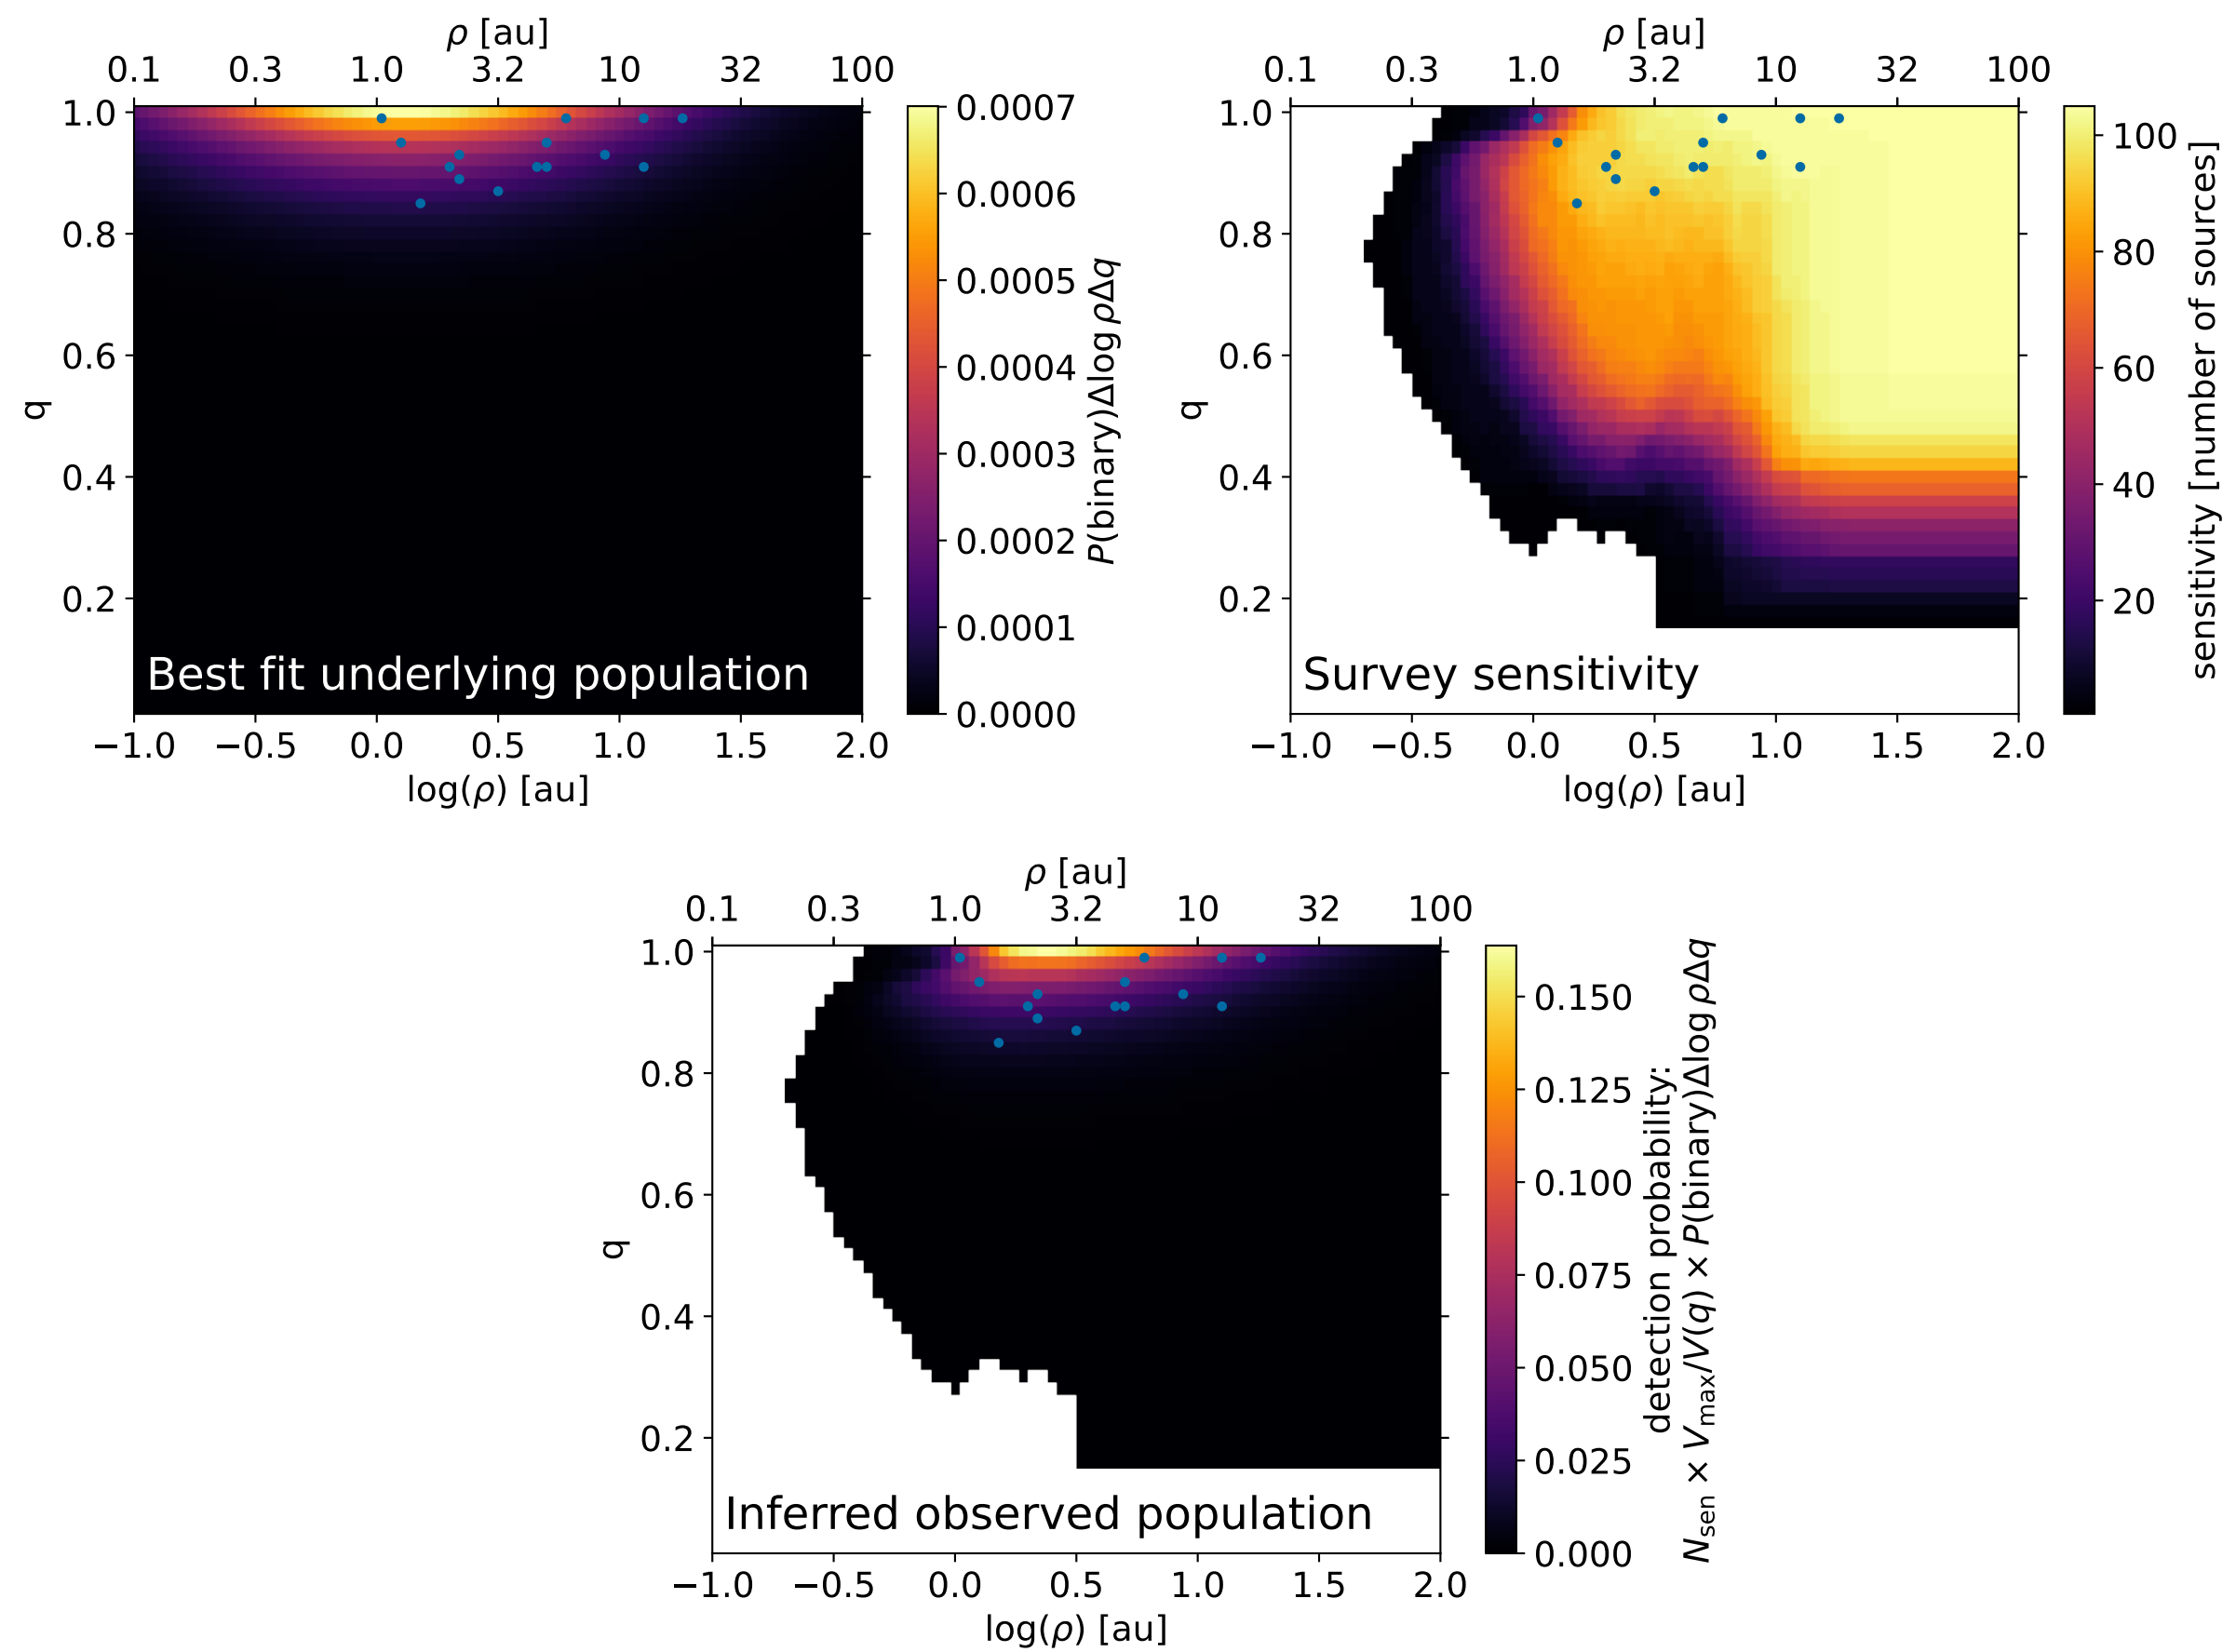 ρ [au]
0.1 0.3 1.0 3.2 10 32 100
1.0
0.8
0.6
0.4
0.2
q
Best fit underlying population
−1.0 −0.5 0.0 0.5 1.0 1.5 2.0
log(ρ) [au]
0.0007
0.0006
0.0005
0.0004
0.0003
0.0002
0.0001
0.0000
P(binary)Δlog ρΔq
ρ [au]
0.1 0.3 1.0 3.2 10 32 100
1.0
0.8
0.6
0.4
0.2
q
Survey sensitivity
−1.0 −0.5 0.0 0.5 1.0 1.5 2.0
log(ρ) [au]
100
80
60
40
20
sensitivity [number of sources]
ρ [au]
0.1 0.3 1.0 3.2 10 32 100
1.0
0.8
0.6
0.4
0.2
q
Inferred observed population
−1.0 −0.5 0.0 0.5 1.0 1.5 2.0
log(ρ) [au]
0.150
0.125
0.100
0.075
0.050
0.025
0.000
detection probability:
N_sen × V_max/V(q) × P(binary)Δlog ρΔq